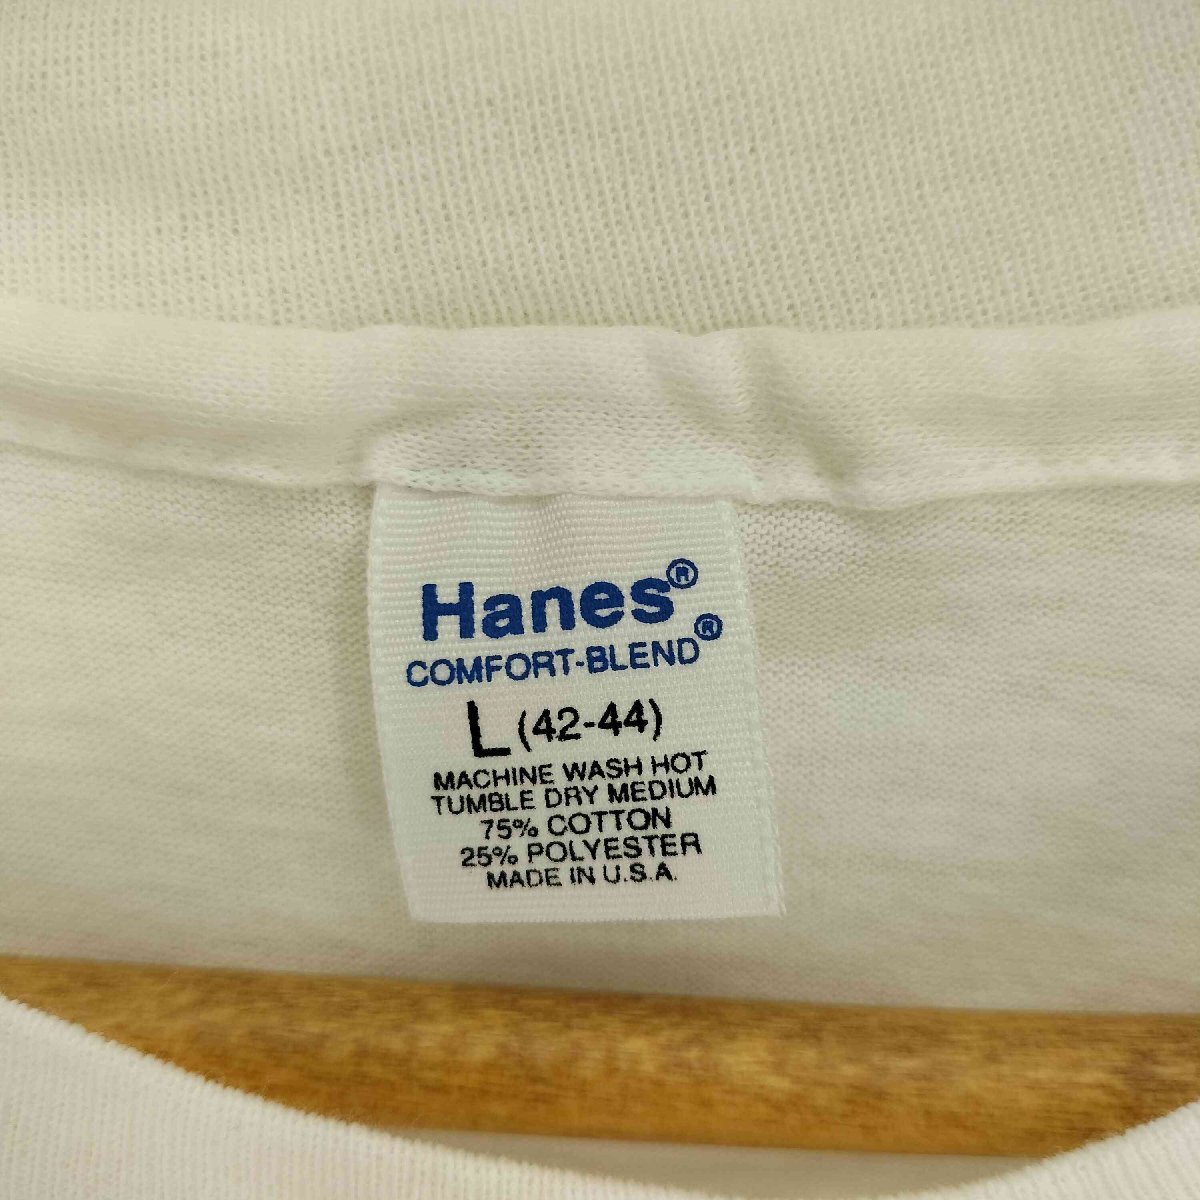 Hanes®
COMFORT-BLEND®
L (42-44)
MACHINE WASH HOT
TUMBLE DRY MEDIUM
75% COTTON
25% POLYESTER
MADE IN U.S.A.